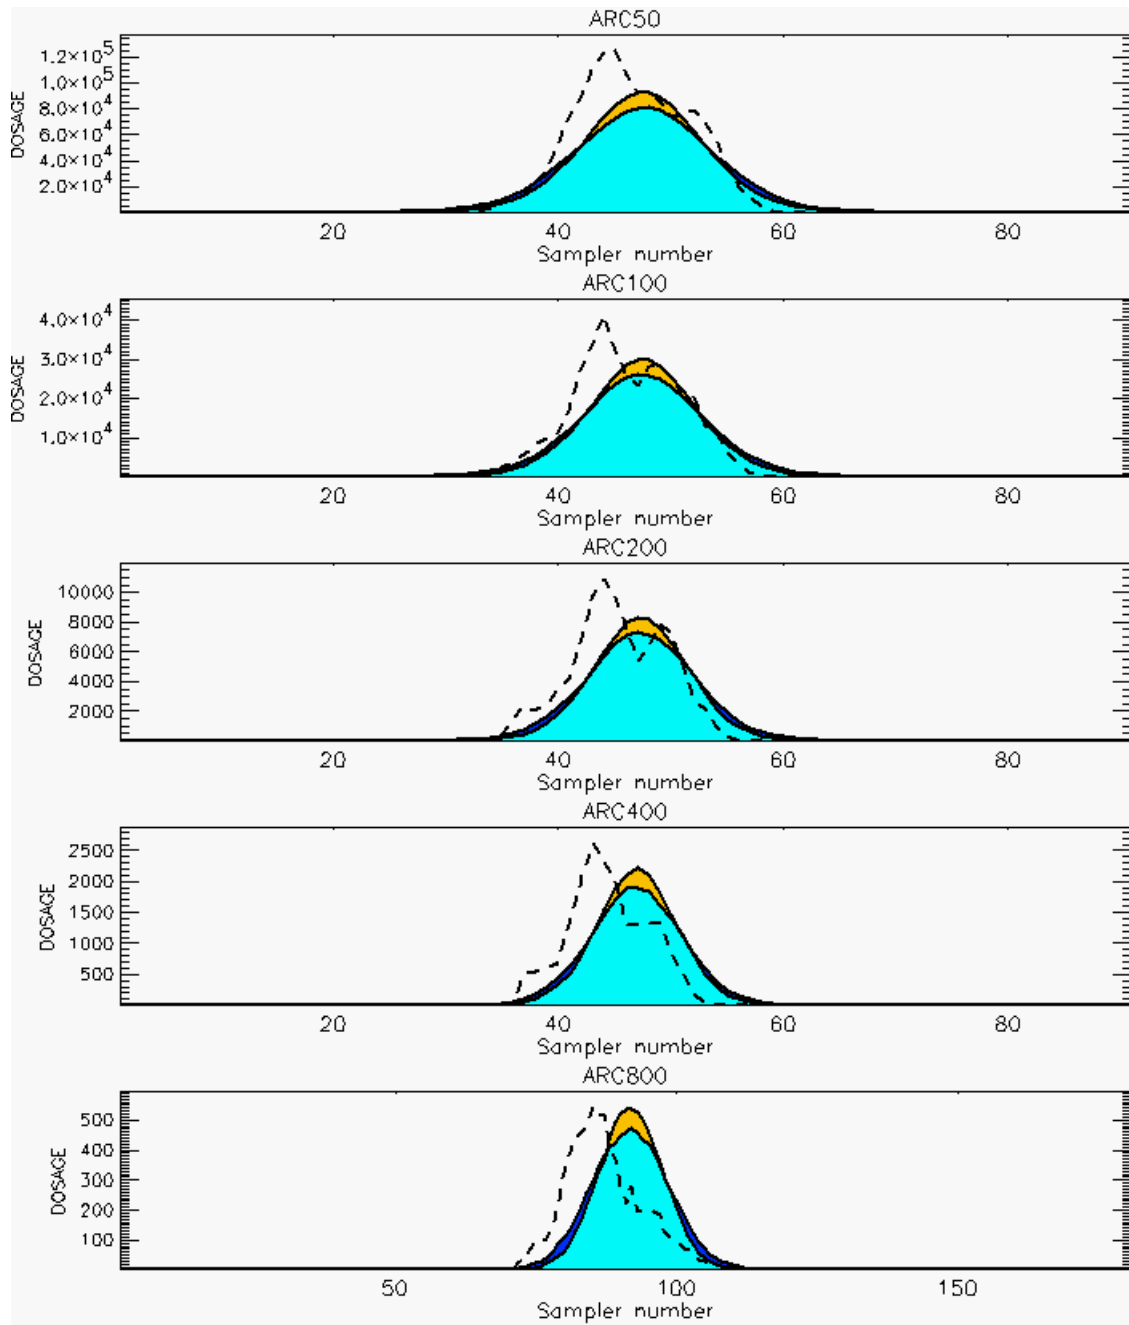 ARC50
1.2×10^5
1.0×10^5
8.0×10^4
6.0×10^4
4.0×10^4
2.0×10^4
DOSAGE
20 40 60 80
Sampler number
ARC100
4.0×10^4
3.0×10^4
2.0×10^4
1.0×10^4
DOSAGE
20 40 60 80
Sampler number
ARC200
10000
8000
6000
4000
2000
DOSAGE
20 40 60 80
Sampler number
ARC400
2500
2000
1500
1000
500
DOSAGE
20 40 60 80
Sampler number
ARC800
500
400
300
200
100
DOSAGE
50 100 150
Sampler number